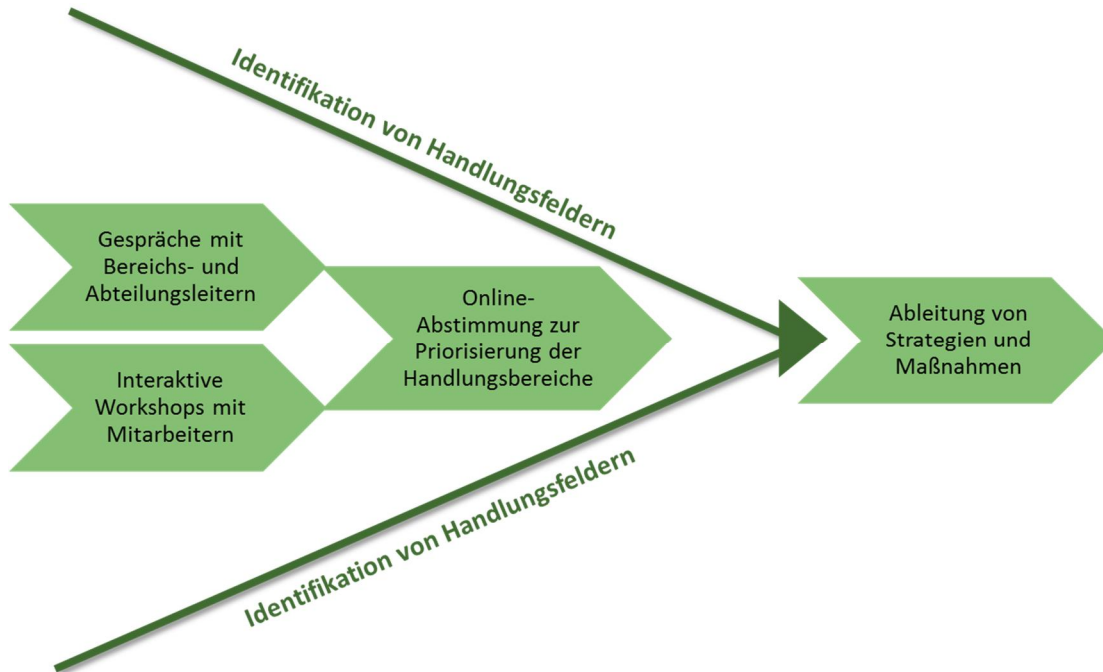 Identifikation von Handlungsfeldern
Gespräche mit
Bereichs- und
Abteilungsleitern
Interaktive
Workshops mit
Mitarbeitern
Online-
Abstimmung zur
Priorisierung der
Handlungsbereiche
Ableitung von
Strategien und
Maßnahmen
Identifikation von Handlungsfeldern